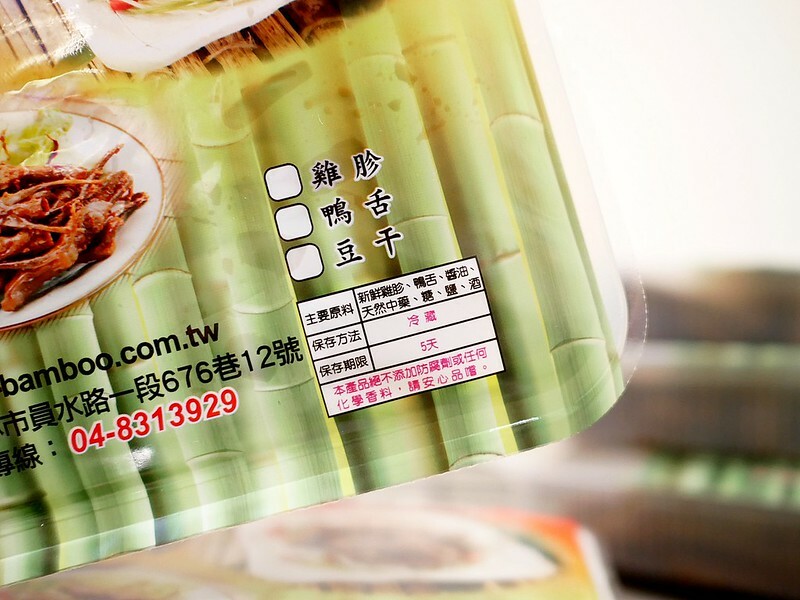 雞胗
鴨舌
豆干
主要原料 新鮮雞胗、鴨舌、醬油、
天然中藥、糖、鹽、酒
保存方法 冷藏
保存期限 5天
本產品絕不添加防腐劑或任何
化學香料，請安心品嚐。
-bamboo.com.tw
市員水路一段676巷12號
專線：04-8313929